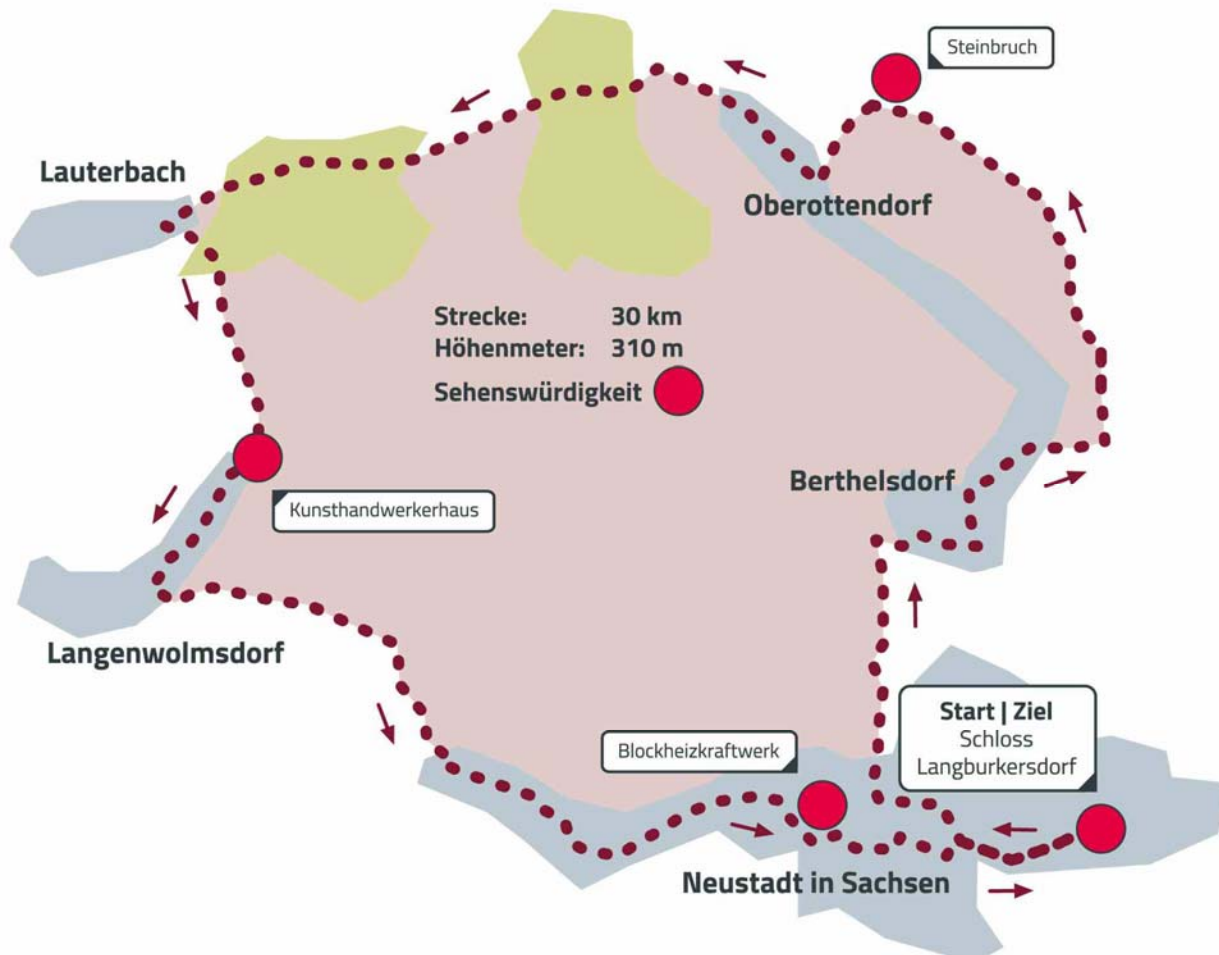 Steinbruch
Lauterbach
Oberottendorf
Strecke: 30 km
Höhenmeter: 310 m
Sehenswürdigkeit
Berthelsdorf
Kunsthandwerkerhaus
Langenwolmsdorf
Start | Ziel
Schloss
Langburkersdorf
Blockheizkraftwerk
Neustadt in Sachsen